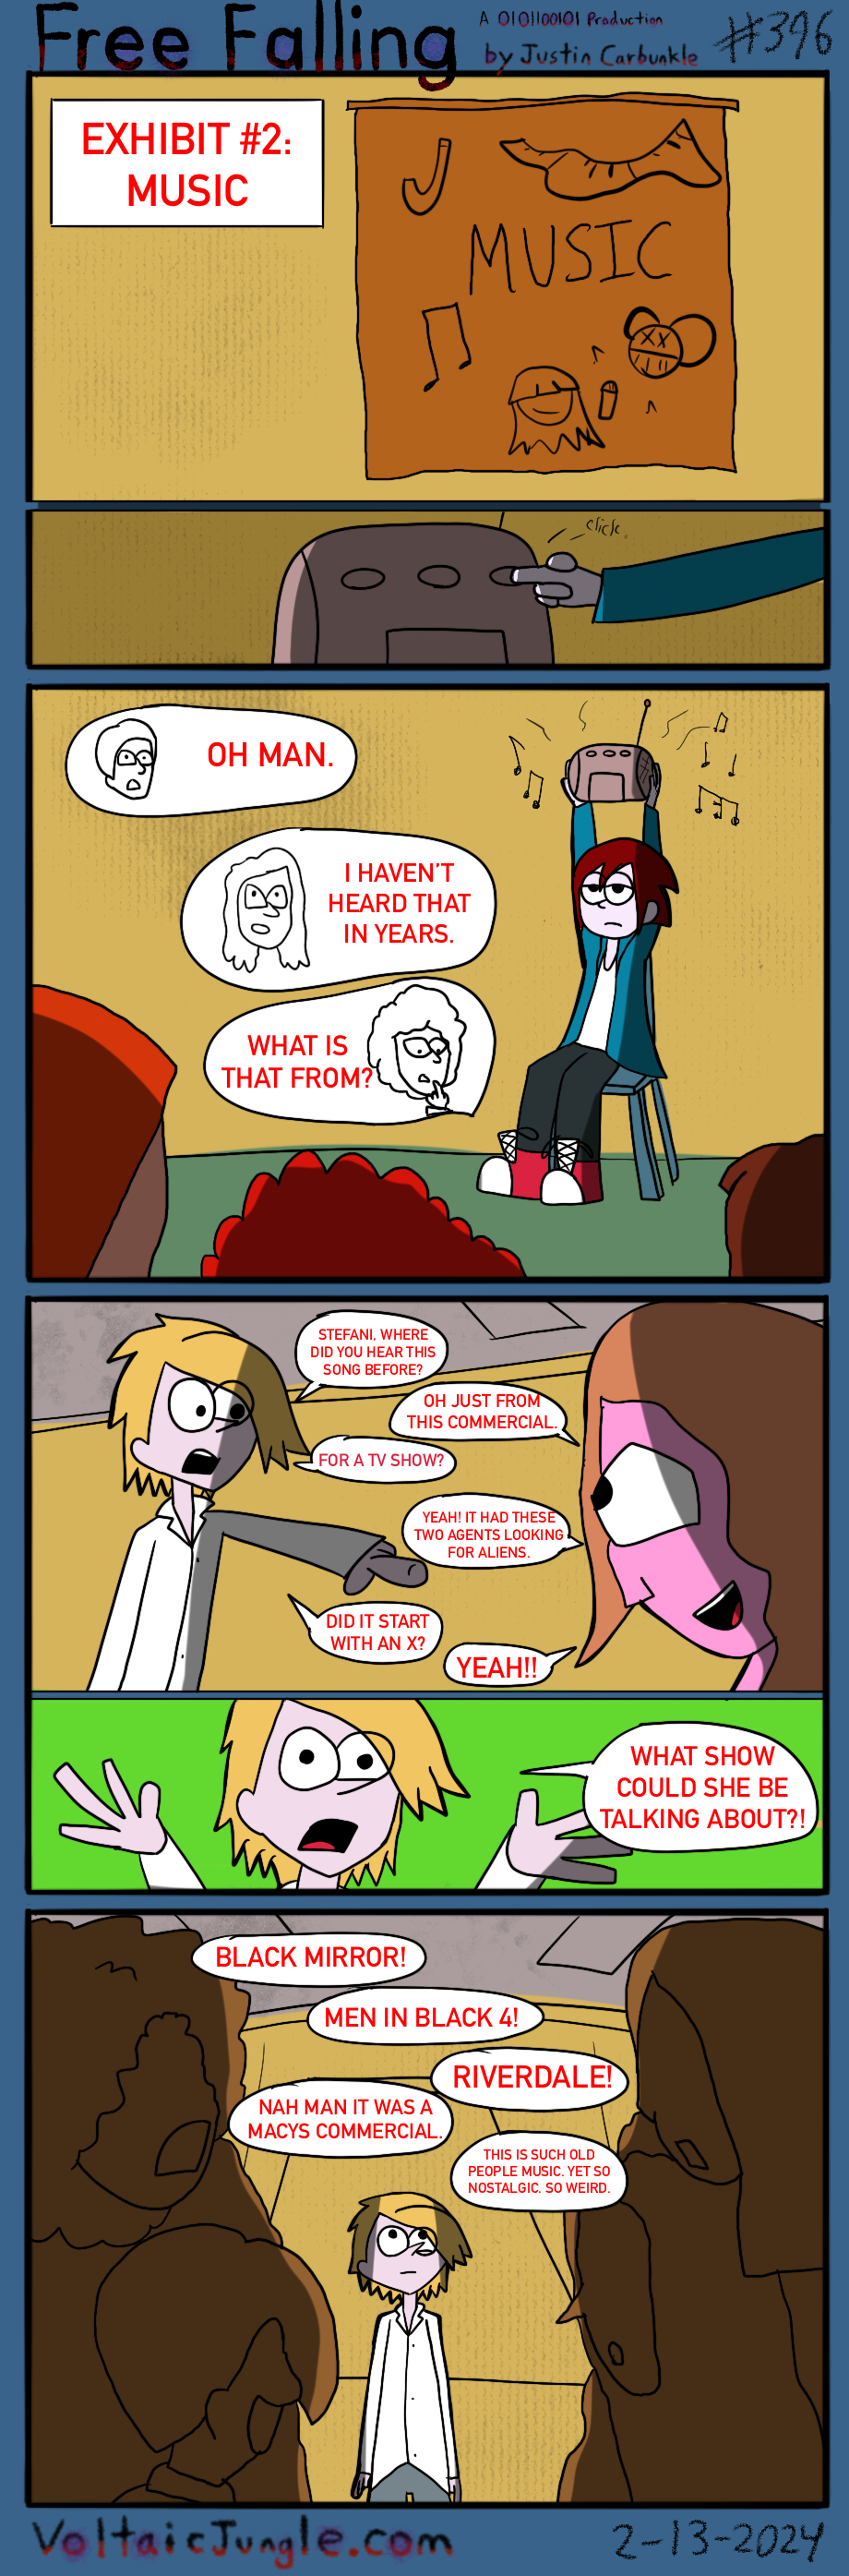 Free Falling
A 0101100101 Production
by Justin Carbunkle
#396
EXHIBIT #2:
MUSIC
MUSIC
click
OH MAN.
I HAVEN'T
HEARD THAT
IN YEARS.
WHAT IS
THAT FROM?
STEFANI, WHERE
DID YOU HEAR THIS
SONG BEFORE?
OH JUST FROM
THIS COMMERCIAL.
FOR A TV SHOW?
YEAH! IT HAD THESE
TWO AGENTS LOOKING
FOR ALIENS.
DID IT START
WITH AN X?
YEAH!!
WHAT SHOW
COULD SHE BE
TALKING ABOUT?!
BLACK MIRROR!
MEN IN BLACK 4!
RIVERDALE!
NAH MAN IT WAS A
MACYS COMMERCIAL.
THIS IS SUCH OLD
PEOPLE MUSIC. YET SO
NOSTALGIC. SO WEIRD.
VoltaicJungle.com
2-13-2024